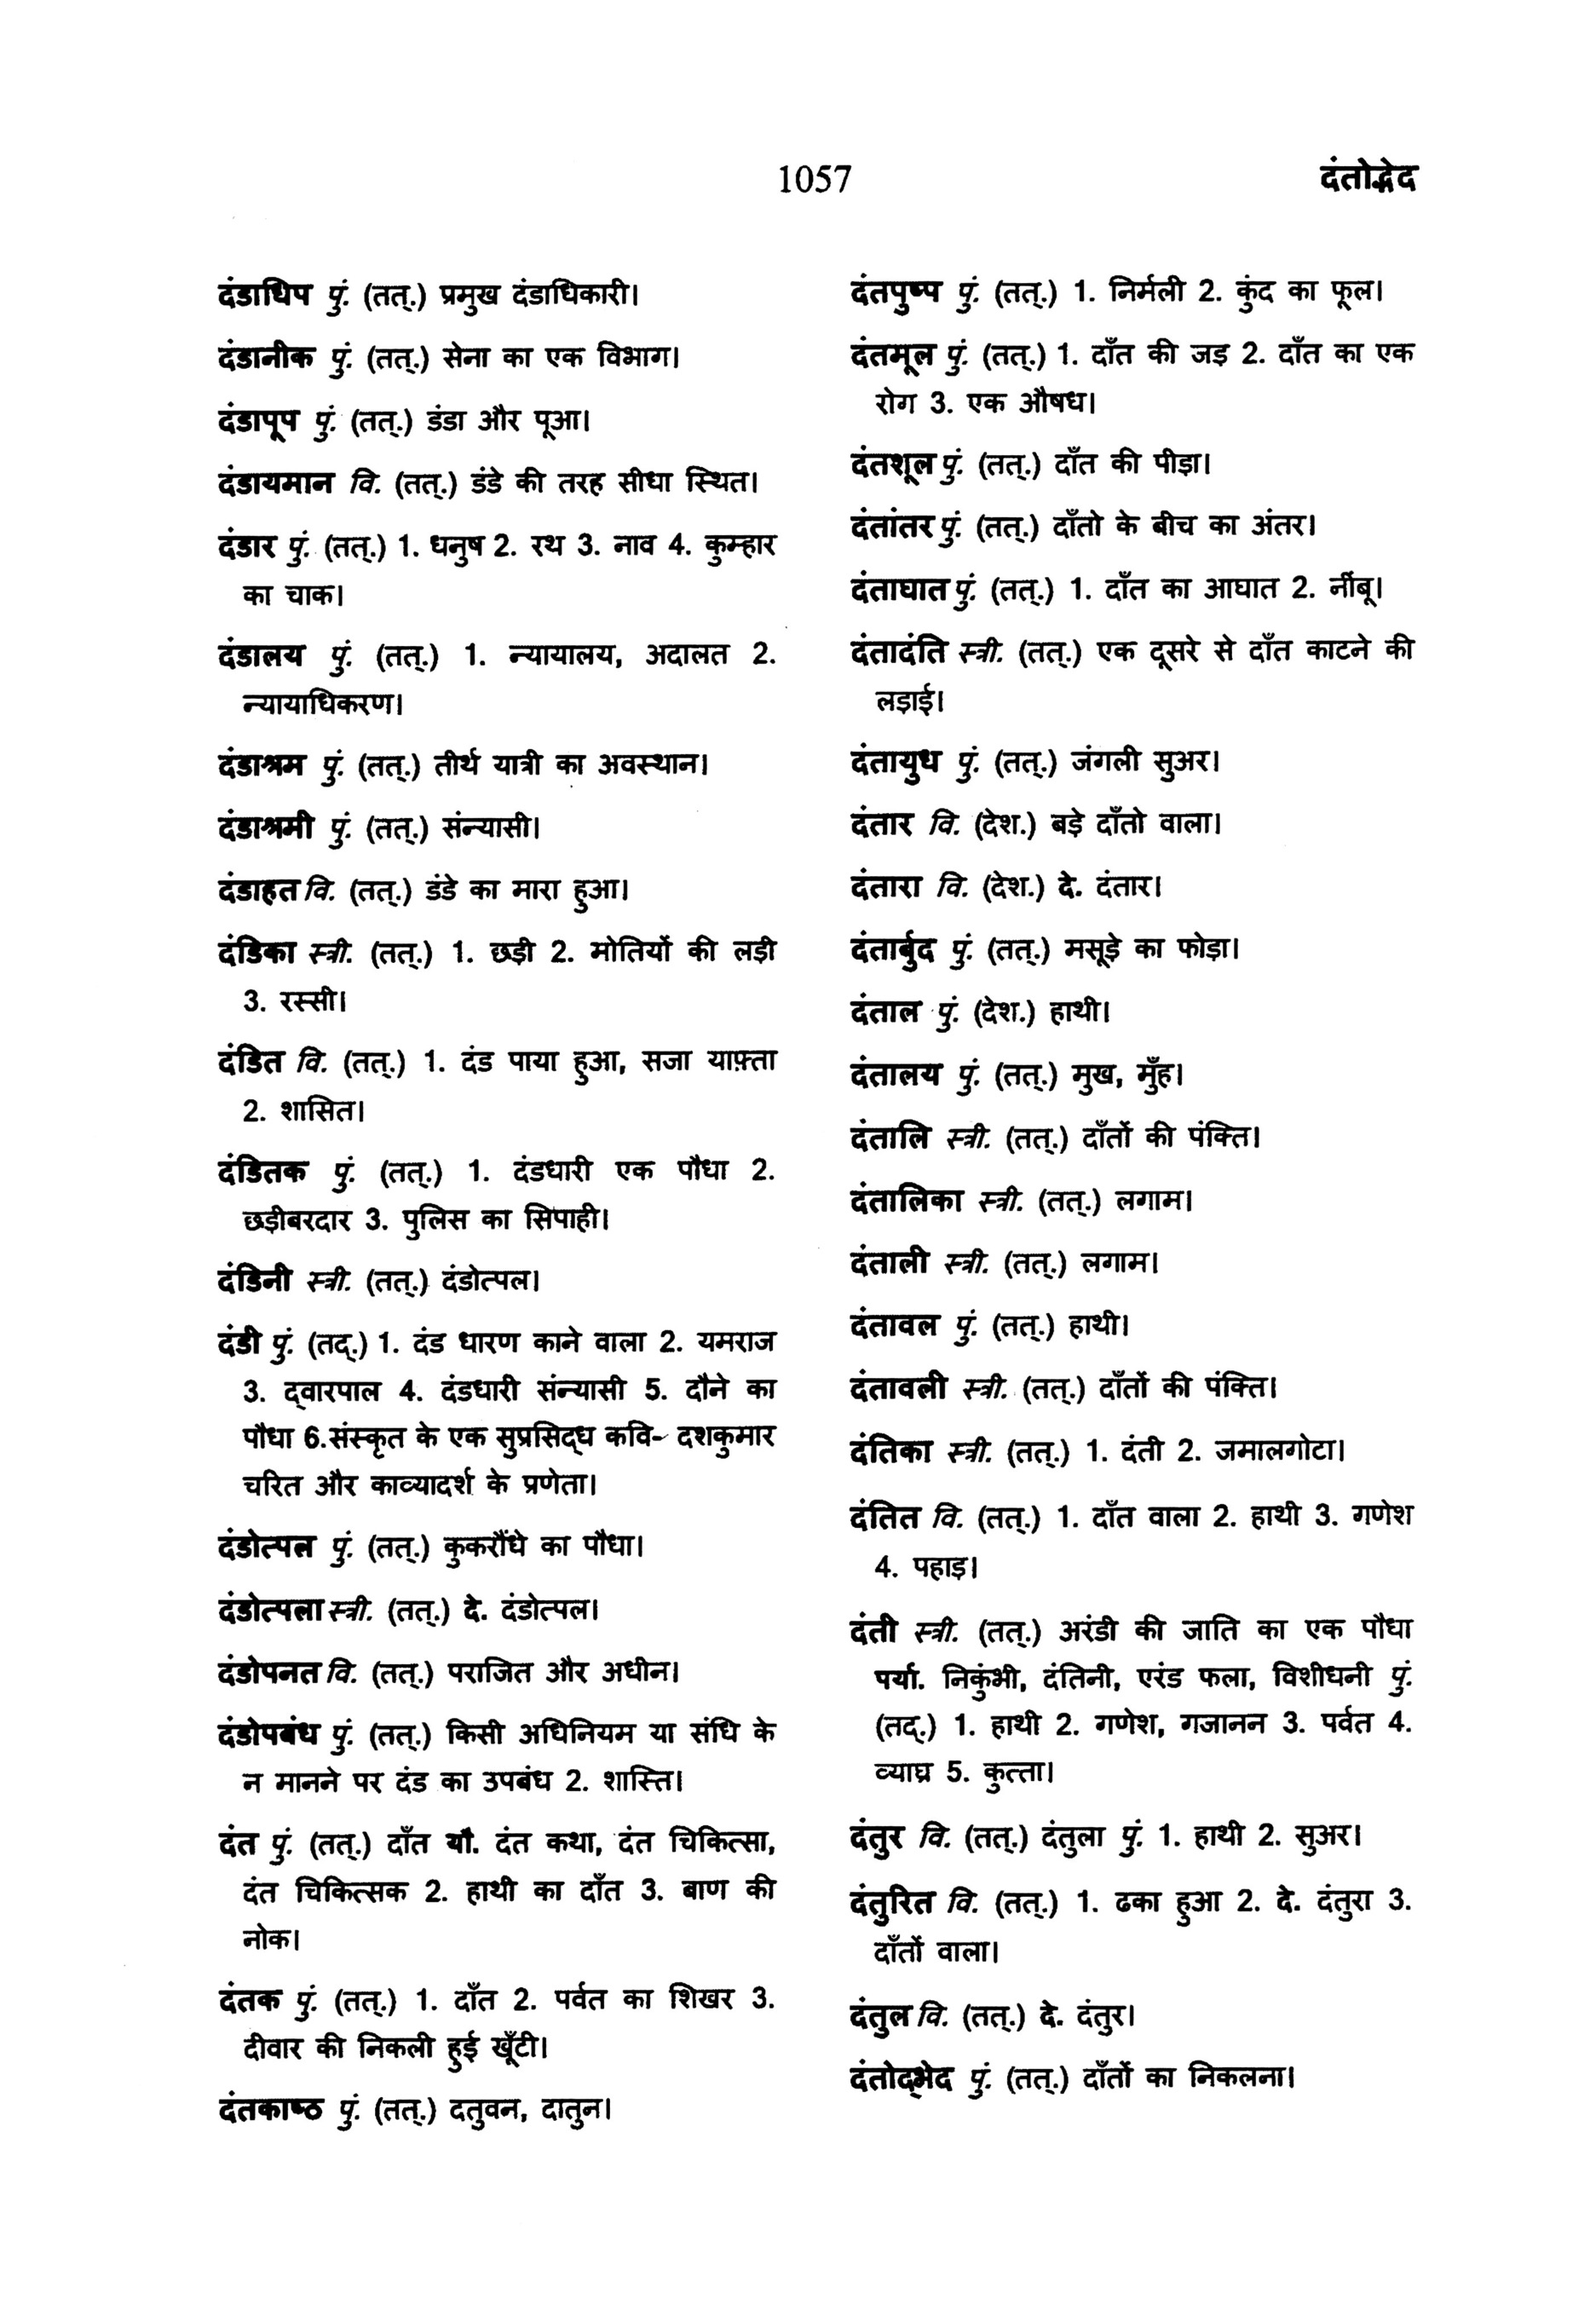 1057
दंतोद्भेद
दंडाधिप पुं. (तत्.) प्रमुख दंडाधिकारी।
दंडानीक पुं. (तत्.) सेना का एक विभाग।
दंडापूप पुं. (तत्.) डंडा और पूआ।
दंडायमान वि. (तत्.) डंडे की तरह सीधा स्थित।
दंडार पुं. (तत्.) 1. धनुष 2. रथ 3. नाव 4. कुम्हार
का चाक।
दंडालय पुं. (तत्.) 1. न्यायालय, अदालत 2.
न्यायाधिकरण।
दंडाश्रम पुं. (तत्.) तीर्थ यात्री का अवस्थान।
दंडाश्रमी पुं. (तत्.) संन्यासी।
दंडाहत वि. (तत्.) डंडे का मारा हुआ।
दंडिका स्त्री. (तत्.) 1. छड़ी 2. मोतियों की लड़ी
3. रस्सी।
दंडित वि. (तत्.) 1. दंड पाया हुआ, सजा याफ़्ता
2. शासित।
दंडितक पुं. (तत्.) 1. दंडधारी एक पौधा 2.
छड़ीबरदार 3. पुलिस का सिपाही।
दंडिनी स्त्री. (तत्.) दंडोत्पल।
दंडी पुं. (तद्.) 1. दंड धारण काने वाला 2. यमराज
3. द्वारपाल 4. दंडधारी संन्यासी 5. दौने का
पौधा 6.संस्कृत के एक सुप्रसिद्ध कवि- दशकुमार
चरित और काव्यादर्श के प्रणेता।
दंडोत्पल पुं. (तत्.) कुकरौंधे का पौधा।
दंडोत्पला स्त्री. (तत्.) दे. दंडोत्पल।
दंडोपनत वि. (तत्.) पराजित और अधीन।
दंडोपबंध पुं. (तत्.) किसी अधिनियम या संधि के
न मानने पर दंड का उपबंध 2. शास्ति।
दंत पुं. (तत्.) दाँत यौ. दंत कथा, दंत चिकित्सा,
दंत चिकित्सक 2. हाथी का दाँत 3. बाण की
नोक।
दंतक पुं. (तत्.) 1. दाँत 2. पर्वत का शिखर 3.
दीवार की निकली हुई खूँटी।
दंतकाष्ठ पुं. (तत्.) दतुवन, दातुन।
दंतपुष्प पुं. (तत्.) 1. निर्मली 2. कुंद का फूल।
दंतमूल पुं. (तत्.) 1. दाँत की जड़ 2. दाँत का एक
रोग 3. एक औषध।
दंतशूल पुं. (तत्.) दाँत की पीड़ा।
दंतांतर पुं. (तत्.) दाँतो के बीच का अंतर।
दंताघात पुं. (तत्.) 1. दाँत का आघात 2. नींबू।
दंतादंति स्त्री. (तत्.) एक दूसरे से दाँत काटने की
लड़ाई।
दंतायुध पुं. (तत्.) जंगली सुअर।
दंतार वि. (देश.) बड़े दाँतो वाला।
दंतारा वि. (देश.) दे. दंतार।
दंतार्बुद पुं. (तत्.) मसूड़े का फोड़ा।
दंताल पुं. (देश.) हाथी।
दंतालय पुं. (तत्.) मुख, मुँह।
दंतालि स्त्री. (तत्.) दाँतों की पंक्ति।
दंतालिका स्त्री. (तत्.) लगाम।
दंताली स्त्री. (तत्.) लगाम।
दंतावल पुं. (तत्.) हाथी।
दंतावली स्त्री. (तत्.) दाँतों की पंक्ति।
दंतिका स्त्री. (तत्.) 1. दंती 2. जमालगोटा।
दंतित वि. (तत्.) 1. दाँत वाला 2. हाथी 3. गणेश
4. पहाड़।
दंती स्त्री. (तत्.) अरंडी की जाति का एक पौधा
पर्या. निकुंभी, दंतिनी, एरंड फला, विशीधनी पुं.
(तद्.) 1. हाथी 2. गणेश, गजानन 3. पर्वत 4.
व्याघ्र 5. कुत्ता।
दंतुर वि. (तत्.) दंतुला पुं. 1. हाथी 2. सुअर।
दंतुरित वि. (तत्.) 1. ढका हुआ 2. दे. दंतुरा 3.
दाँतों वाला।
दंतुल वि. (तत्.) दे. दंतुर।
दंतोद्भेद पुं. (तत्.) दाँतों का निकलना।